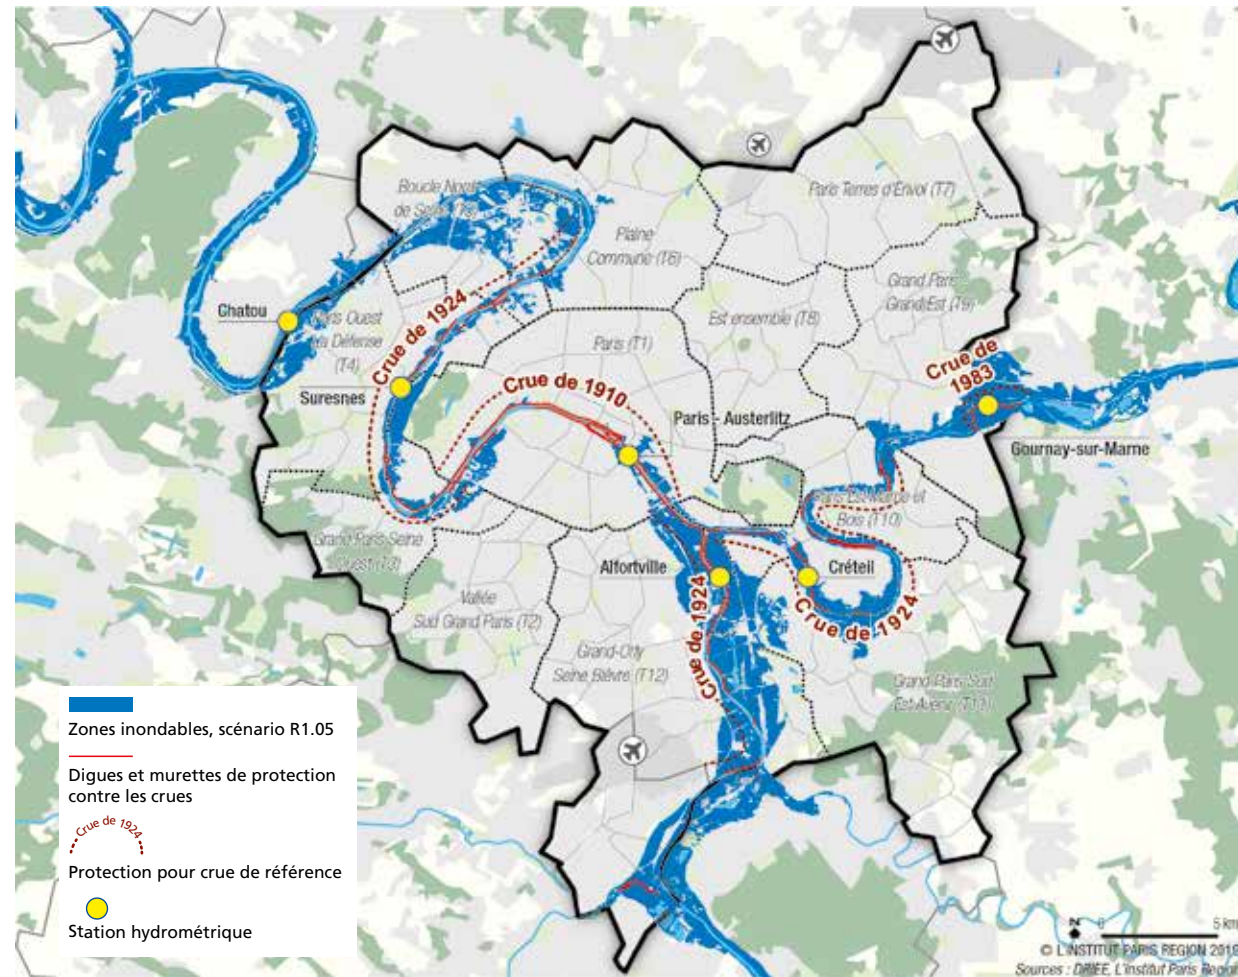 Boucle Nord
de Seine (T5)
Paris Terres d'Envol (T7)
Plaine
Commune (T6)
Grand Paris
Grand Est (T9)
Chatou
Paris Ouest
La Défense
(T4)
Crue de 1924
Est ensemble (T8)
Paris (T1)
Suresnes
Crue de 1910
Crue de
1983
Paris - Austerlitz
Gournay-sur-Marne
Paris Est Marne et
Bois (T10)
Grand Paris Seine
Ouest (T3)
Alfortville
Créteil
Vallée
Sud Grand Paris (T2)
Crue de 1924
Crue de 1924
Crue de 1924
Grand-Orly
Seine Bièvre (T12)
Grand Paris Sud
Est Avenir (T11)
Zones inondables, scénario R1.05
Digues et murettes de protection
contre les crues
Crue de 1924
Protection pour crue de référence
Station hydrométrique
N 0 5 km
© L'INSTITUT PARIS REGION 2019
Sources : DRIEE, L'Institut Paris Region